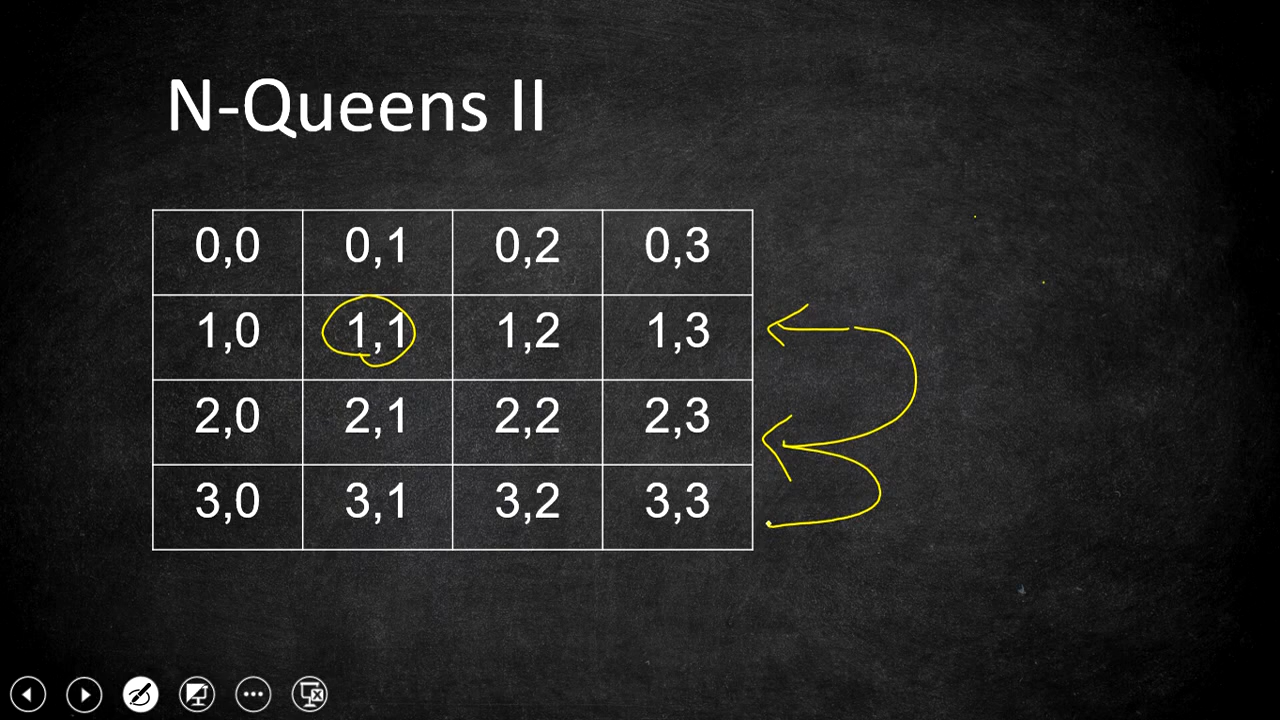 N-Queens II
0,0 0,1 0,2 0,3
1,0 1,1 1,2 1,3
2,0 2,1 2,2 2,3
3,0 3,1 3,2 3,3